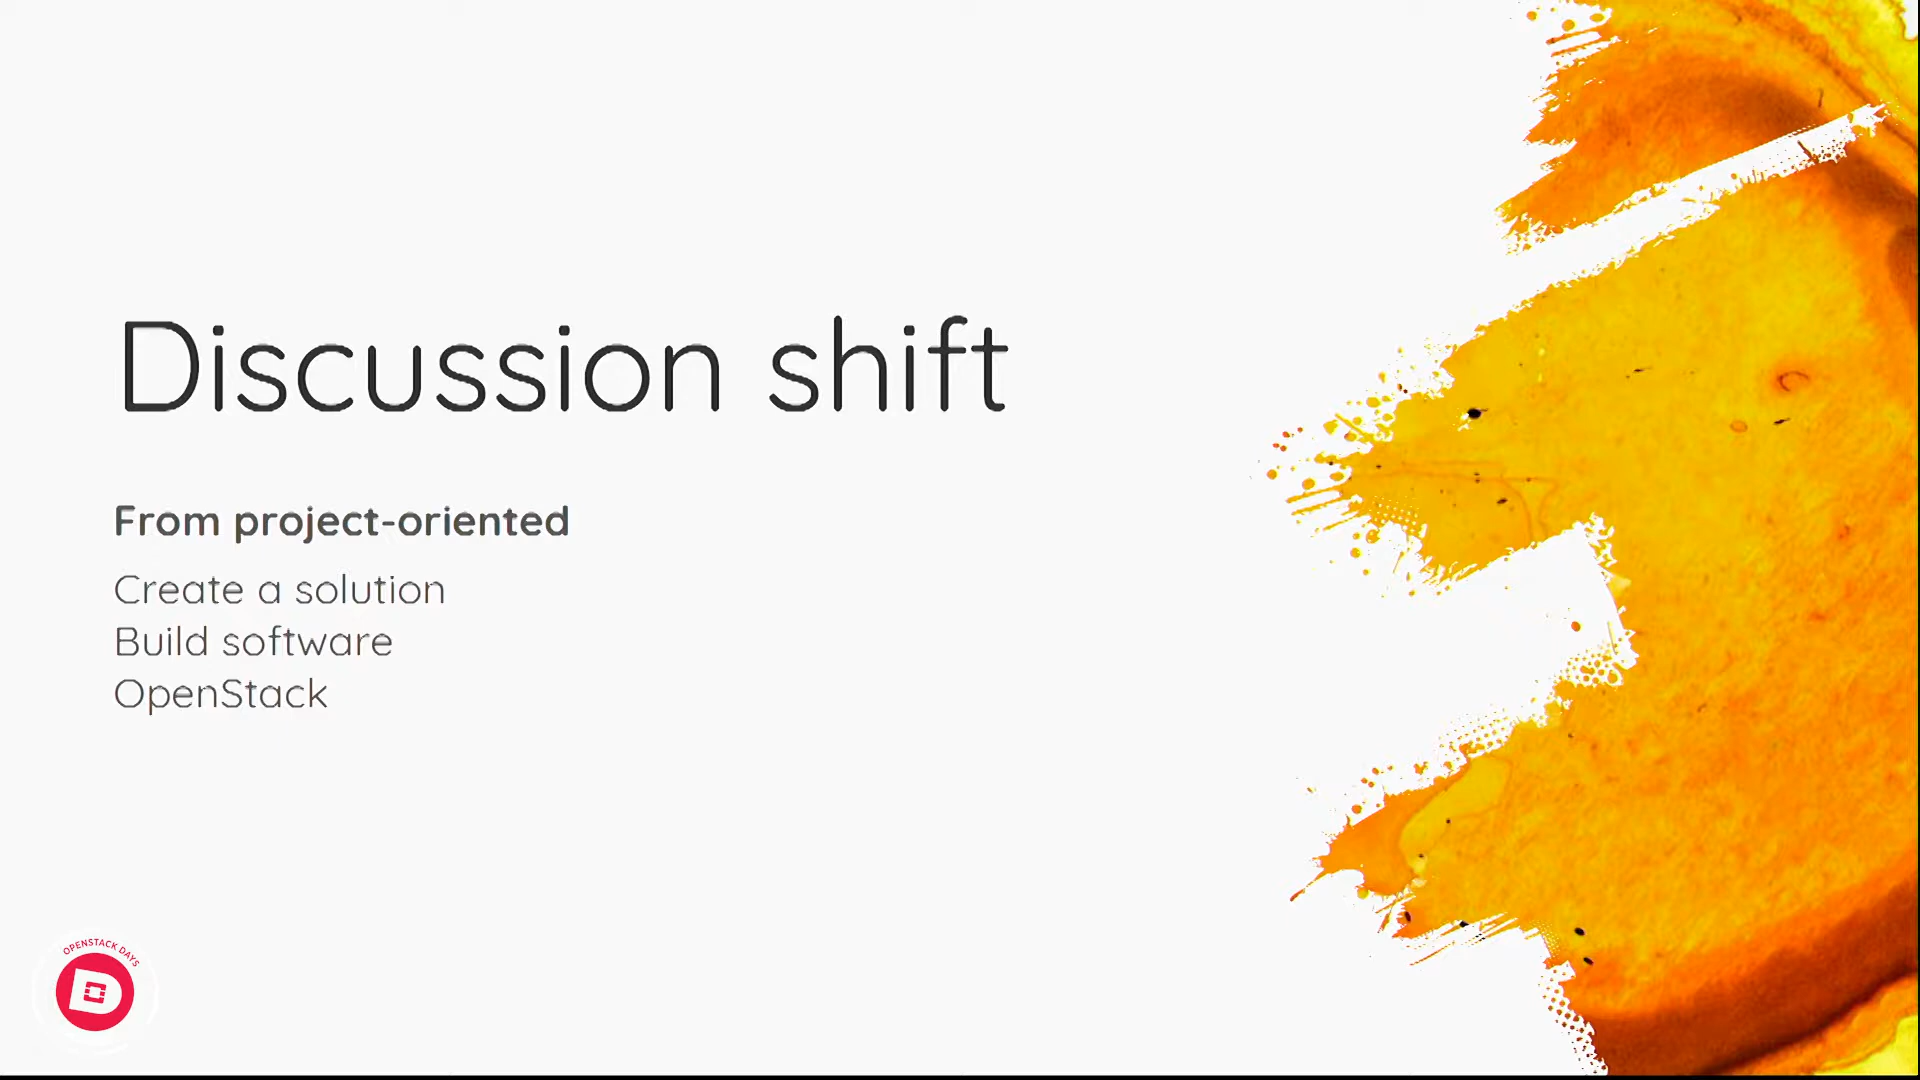 Discussion shift
From project-oriented
Create a solution
Build software
OpenStack
OPENSTACK DAYS